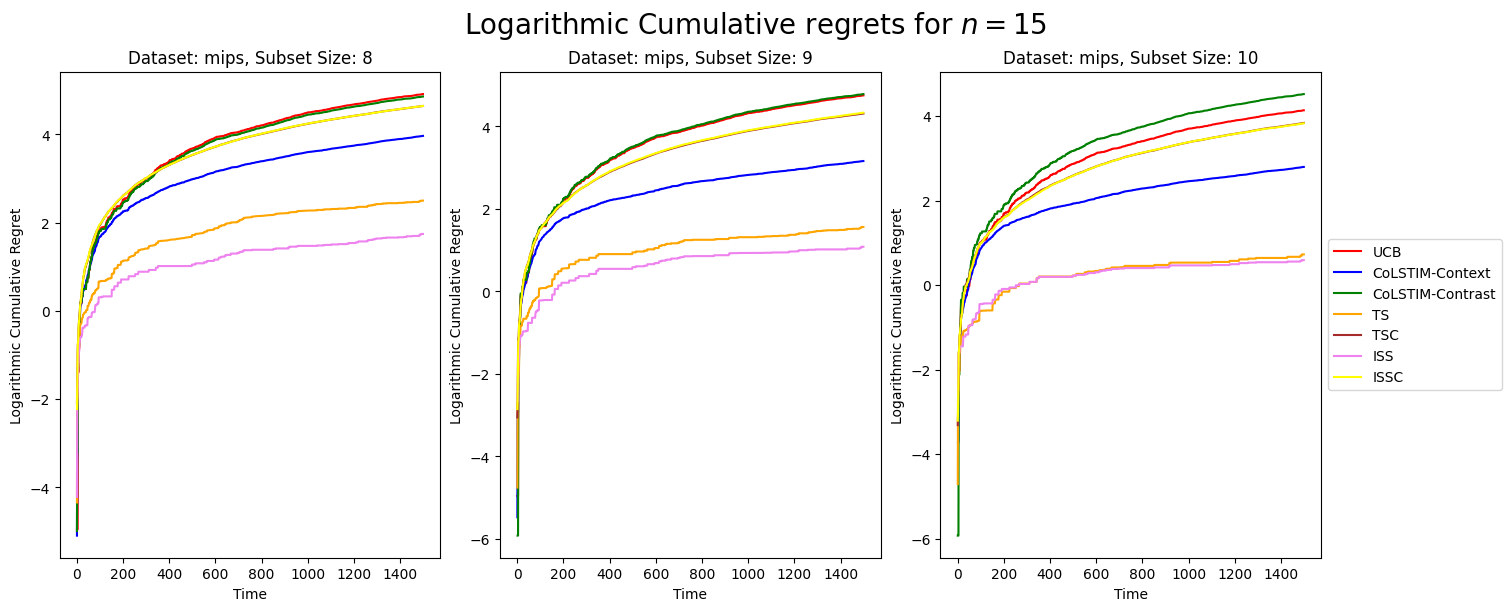 Logarithmic Cumulative regrets for n = 15
Dataset: mips, Subset Size: 8
Logarithmic Cumulative Regret
4
2
0
−2
−4
0 200 400 600 800 1000 1200 1400
Time
Dataset: mips, Subset Size: 9
Logarithmic Cumulative Regret
4
2
0
−2
−4
−6
0 200 400 600 800 1000 1200 1400
Time
Dataset: mips, Subset Size: 10
Logarithmic Cumulative Regret
4
2
0
−2
−4
−6
0 200 400 600 800 1000 1200 1400
Time
UCB
CoLSTIM-Context
CoLSTIM-Contrast
TS
TSC
ISS
ISSC